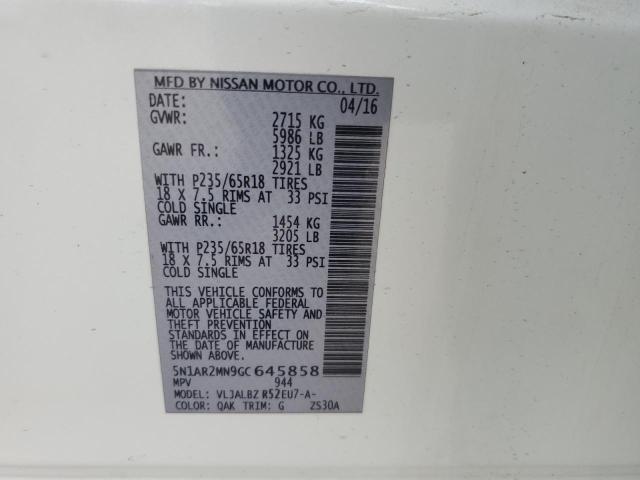 MFD BY NISSAN MOTOR CO., LTD.
DATE: 04/16
GVWR: 2715 KG
5986 LB
GAWR FR.: 1325 KG
2921 LB
WITH P235/65R18 TIRES
18 X 7.5 RIMS AT 33 PSI
COLD SINGLE
GAWR RR.: 1454 KG
3205 LB
WITH P235/65R18 TIRES
18 X 7.5 RIMS AT 33 PSI
COLD SINGLE
THIS VEHICLE CONFORMS TO
ALL APPLICABLE FEDERAL
MOTOR VEHICLE SAFETY AND
THEFT PREVENTION
STANDARDS IN EFFECT ON
THE DATE OF MANUFACTURE
SHOWN ABOVE.
5N1AR2MN9GC645858
MPV 944
MODEL: VLJALBZ R52EU7-A-
COLOR: QAK TRIM: G ZS30A